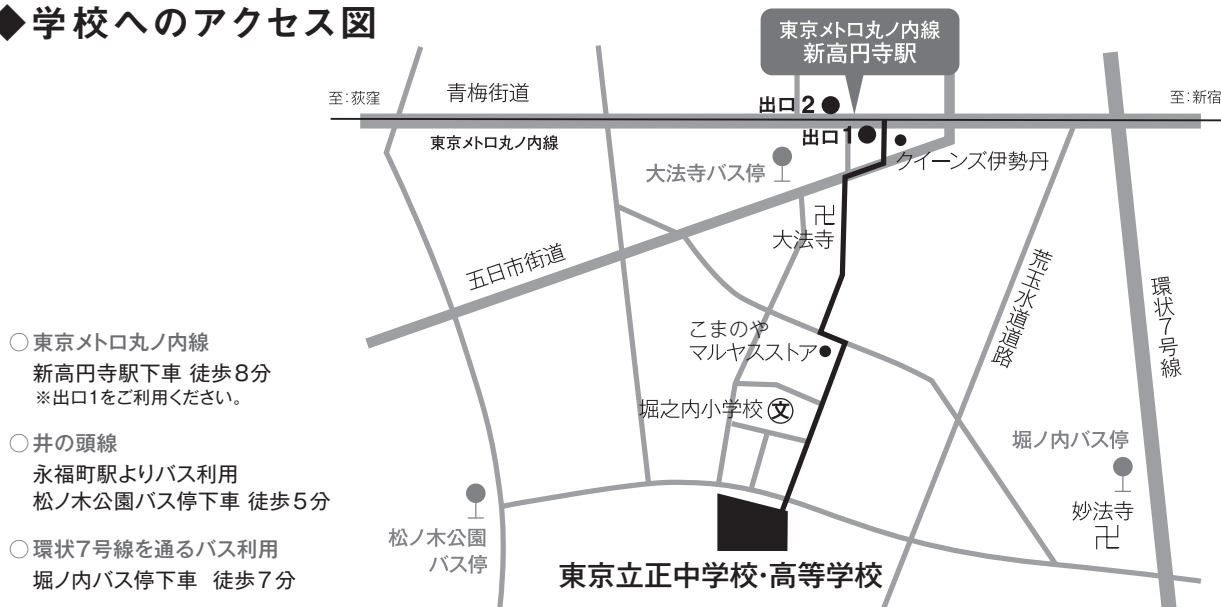 ◆学校へのアクセス図
東京メトロ丸ノ内線
新高円寺駅
至:荻窪
青梅街道
出口2
至:新宿
東京メトロ丸ノ内線
出口1
クイーンズ伊勢丹
大法寺バス停
卍
大法寺
五日市街道
荒玉水道道路
環状7号線
こまのや
マルヤスストア
堀之内小学校
文
堀ノ内バス停
妙法寺
卍
松ノ木公園
バス停
東京立正中学校・高等学校
○東京メトロ丸ノ内線
新高円寺駅下車 徒歩8分
※出口1をご利用ください。
○井の頭線
永福町駅よりバス利用
松ノ木公園バス停下車 徒歩5分
○環状7号線を通るバス利用
堀ノ内バス停下車 徒歩7分